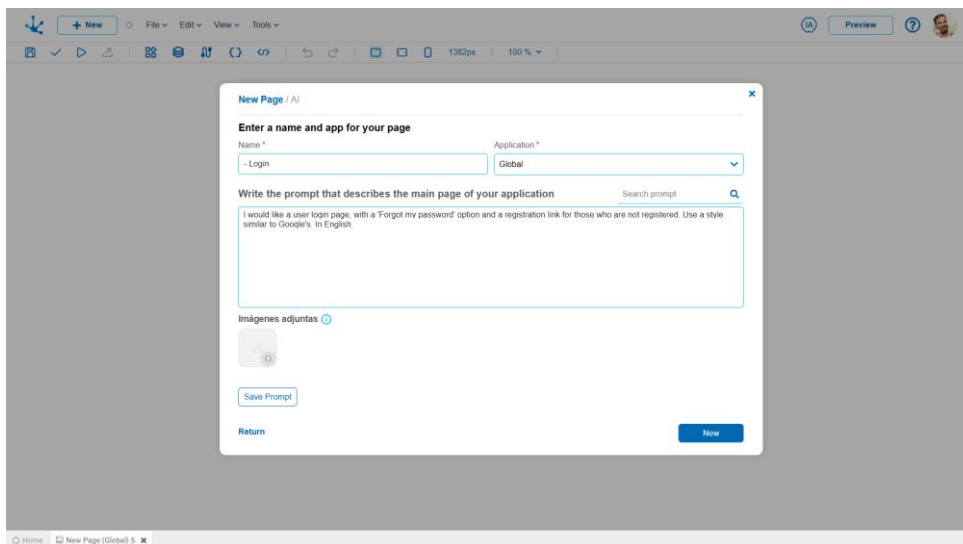 + New File Edit View Tools IA Preview ?
1382px 100 %
New Page / AI
Enter a name and app for your page
Name * Application *
- Login Global
Write the prompt that describes the main page of your application Search prompt
I would like a user login page, with a 'Forgot my password' option and a registration link for those who are not registered. Use a style
similar to Google's. In English.
Imágenes adjuntas i
Save Prompt
Return New
Home New Page (Global) 5